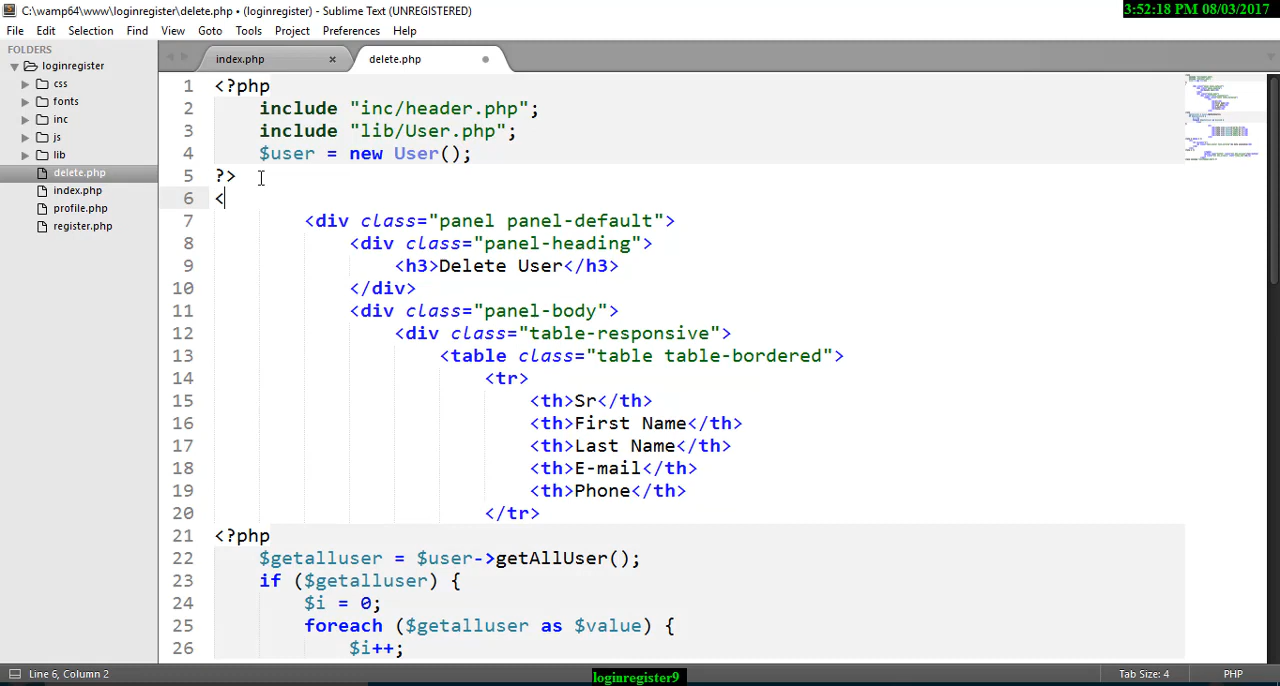 C:\wamp64\www\loginregister\delete.php • (loginregister) - Sublime Text (UNREGISTERED)
3:52:18 PM 08/03/2017
File Edit Selection Find View Goto Tools Project Preferences Help
FOLDERS
loginregister
css
fonts
inc
js
lib
delete.php
index.php
profile.php
register.php
index.php × delete.php
1 <?php
2 include "inc/header.php";
3 include "lib/User.php";
4 $user = new User();
5 ?>
6 <
7 <div class="panel panel-default">
8 <div class="panel-heading">
9 <h3>Delete User</h3>
10 </div>
11 <div class="panel-body">
12 <div class="table-responsive">
13 <table class="table table-bordered">
14 <tr>
15 <th>Sr</th>
16 <th>First Name</th>
17 <th>Last Name</th>
18 <th>E-mail</th>
19 <th>Phone</th>
20 </tr>
21 <?php
22 $getalluser = $user->getAllUser();
23 if ($getalluser) {
24 $i = 0;
25 foreach ($getalluser as $value) {
26 $i++;
Line 6, Column 2
loginregister9
Tab Size: 4
PHP